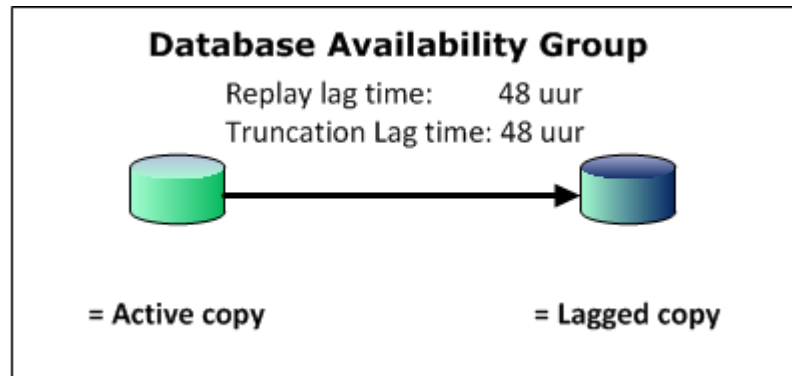 Database Availability Group
Replay lag time: 48 uur
Truncation Lag time: 48 uur
= Active copy
= Lagged copy